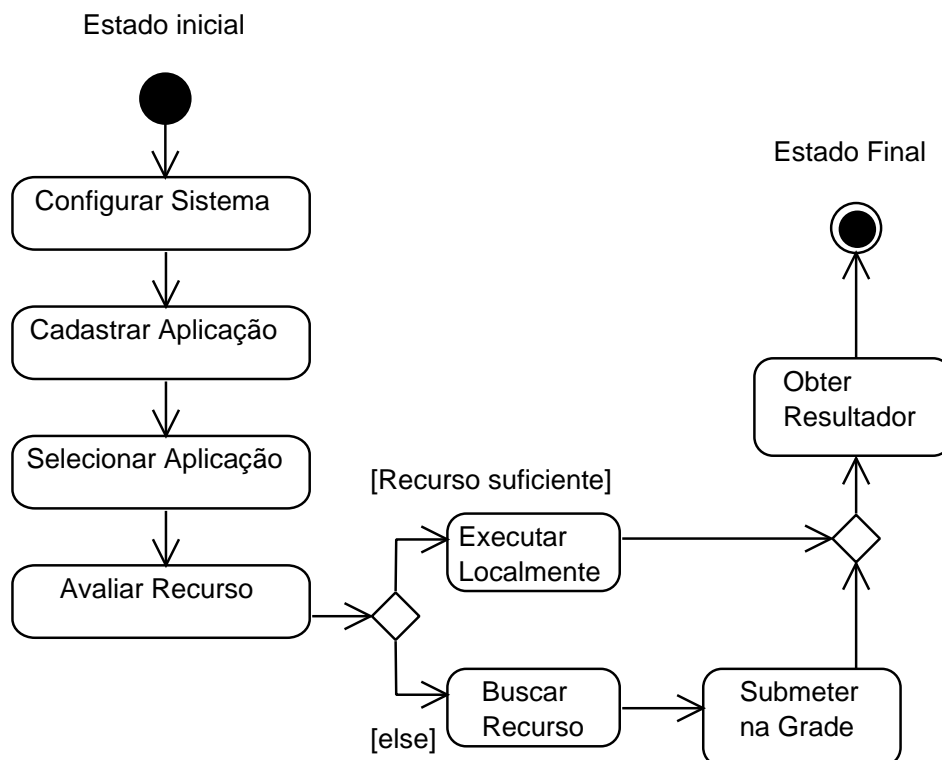 Estado inicial
Estado Final
Configurar Sistema
Cadastrar Aplicação
Obter
Resultador
Selecionar Aplicação
[Recurso suficiente]
Executar
Localmente
Avaliar Recurso
Buscar
Recurso
Submeter
na Grade
[else]